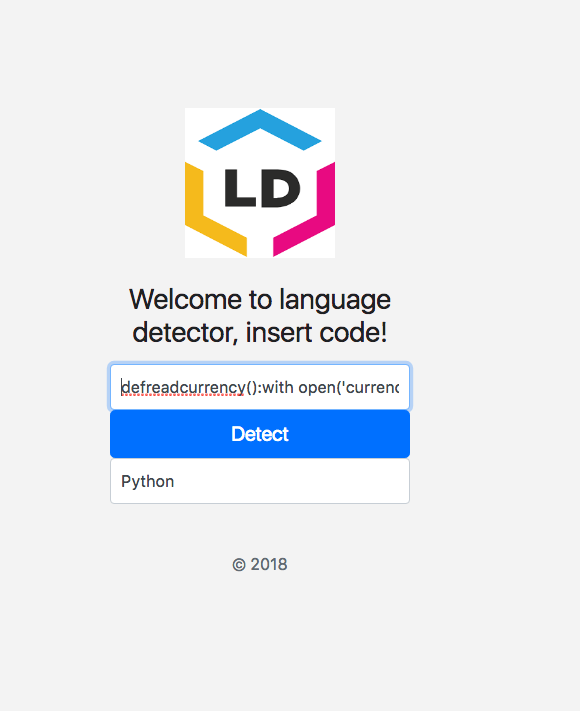 LD
Welcome to language
detector, insert code!
defreadcurrency():with open('currenc
Detect
Python
© 2018